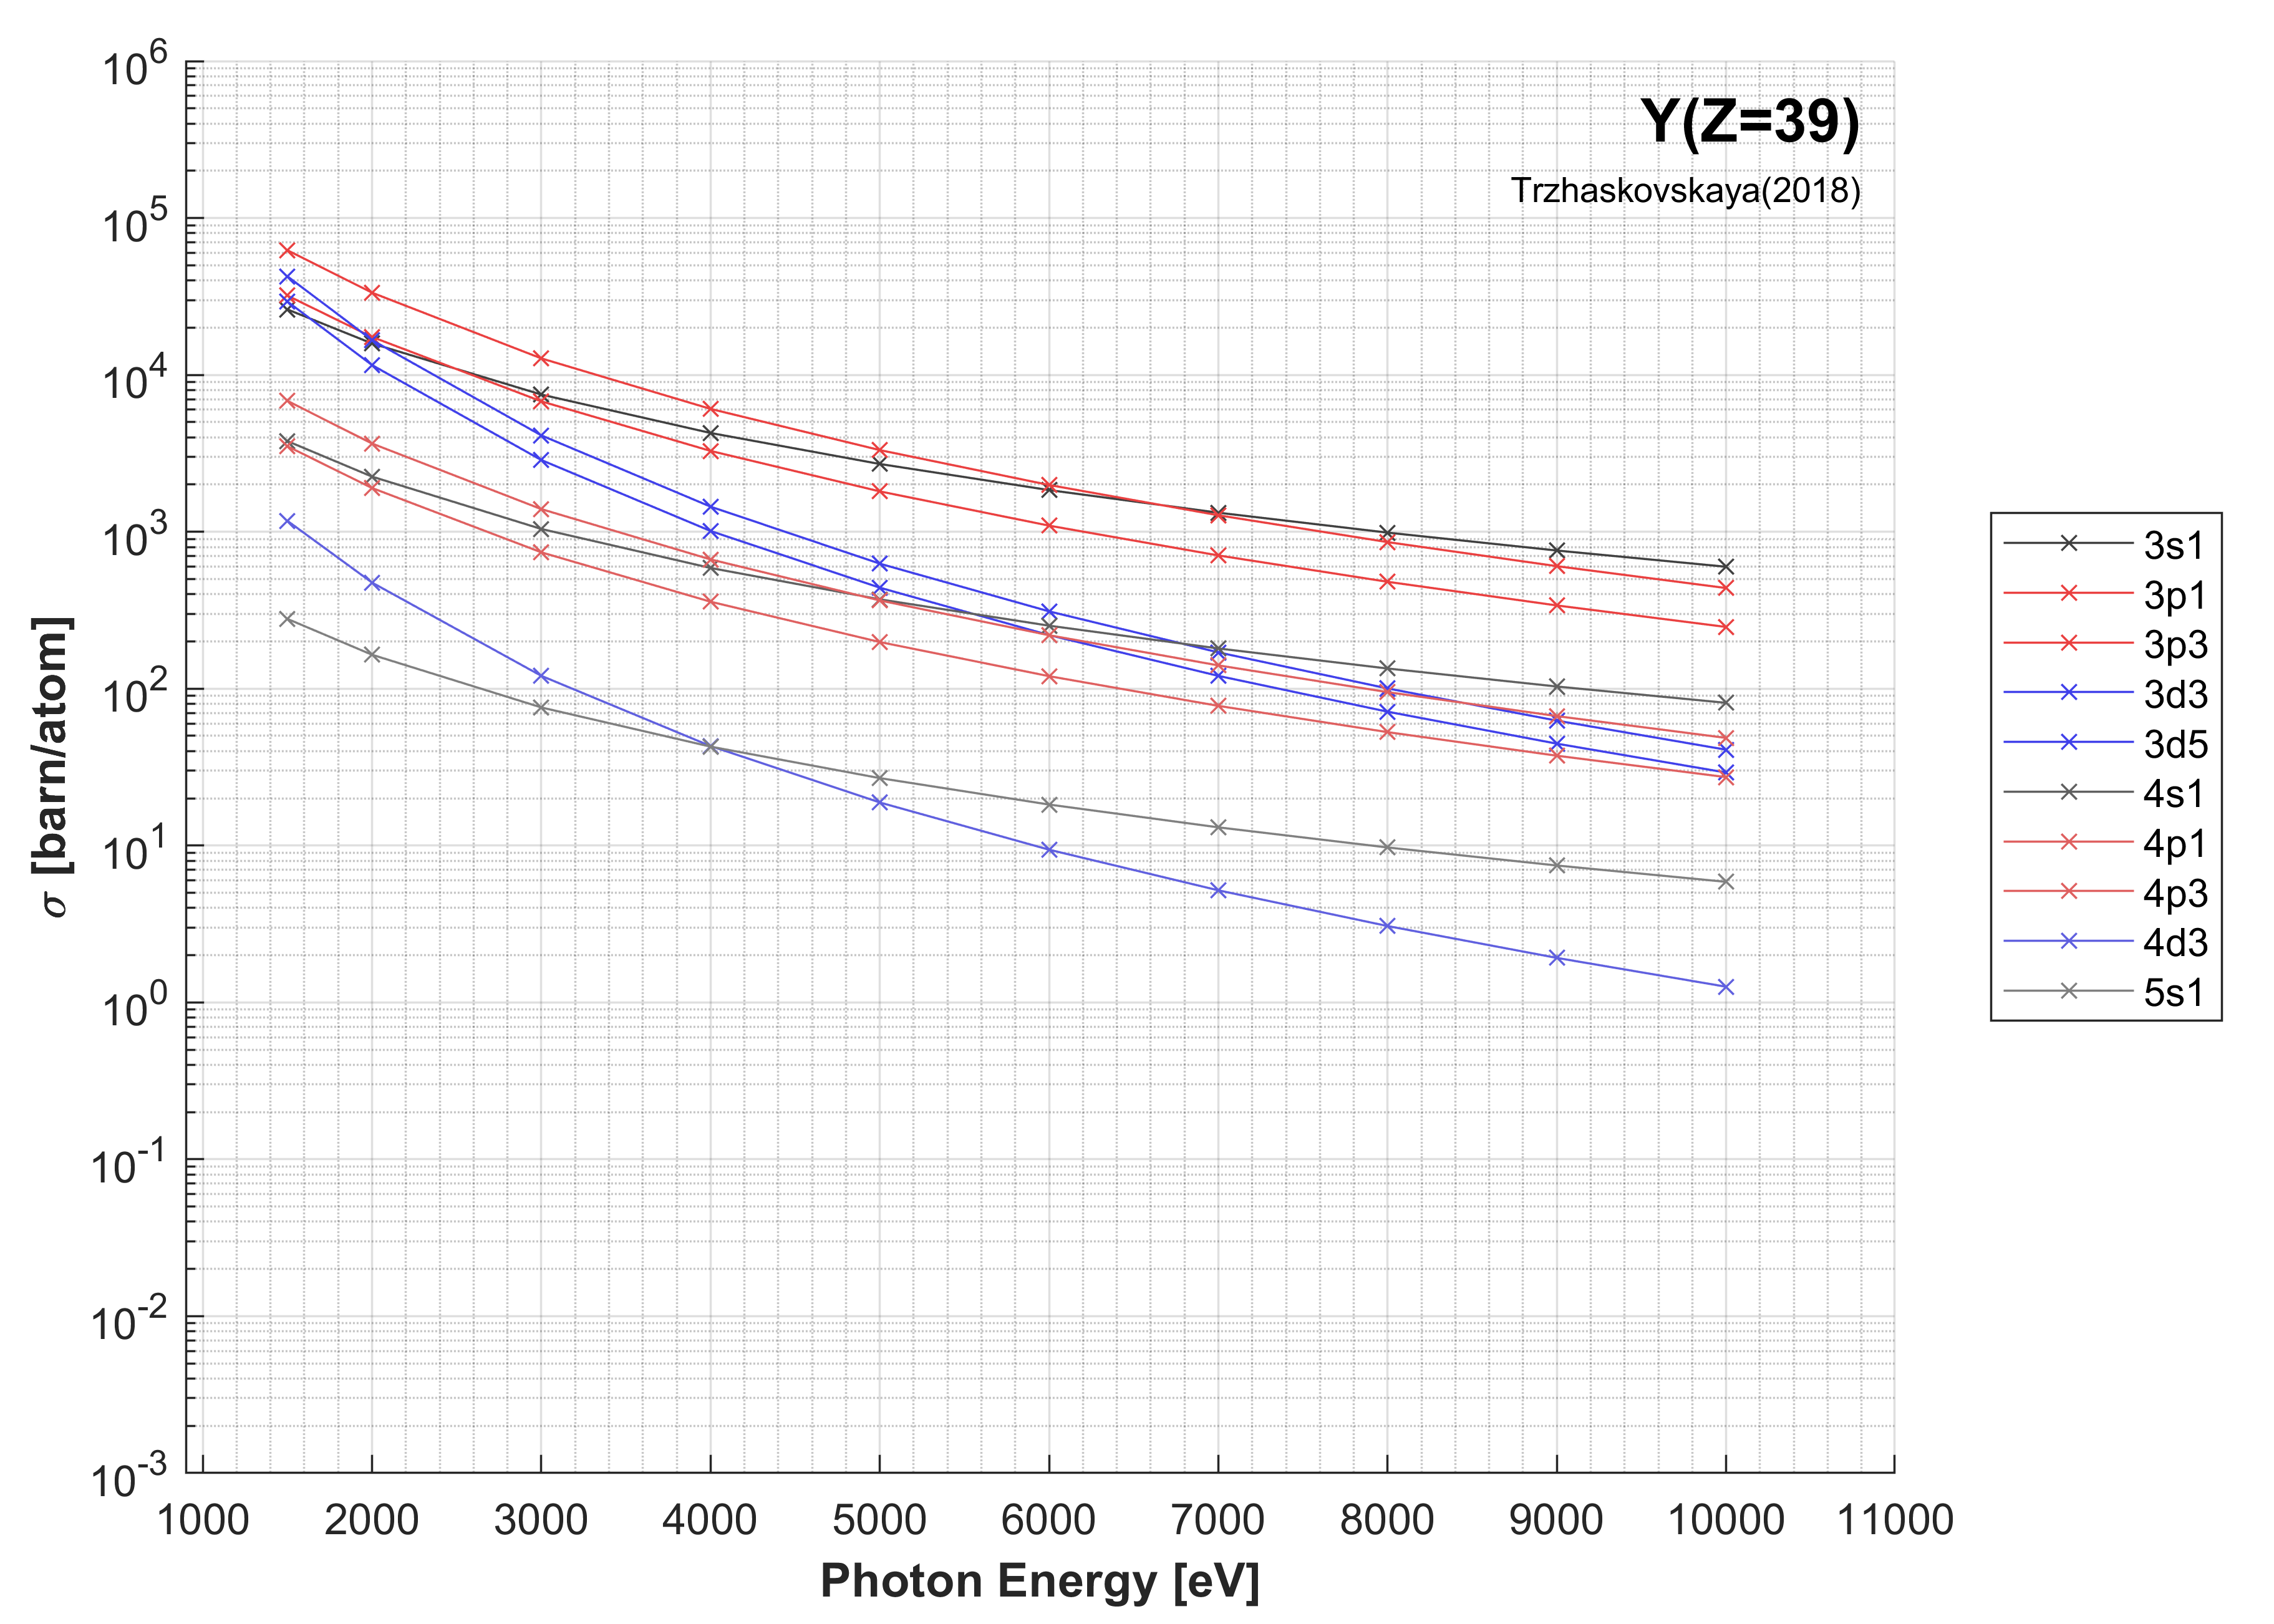 Y(Z=39)
Trzhaskovskaya(2018)
10^6
10^5
10^4
10^3
10^2
10^1
10^0
10^-1
10^-2
10^-3
σ [barn/atom]
1000 2000 3000 4000 5000 6000 7000 8000 9000 10000 11000
Photon Energy [eV]
3s1
3p1
3p3
3d3
3d5
4s1
4p1
4p3
4d3
5s1